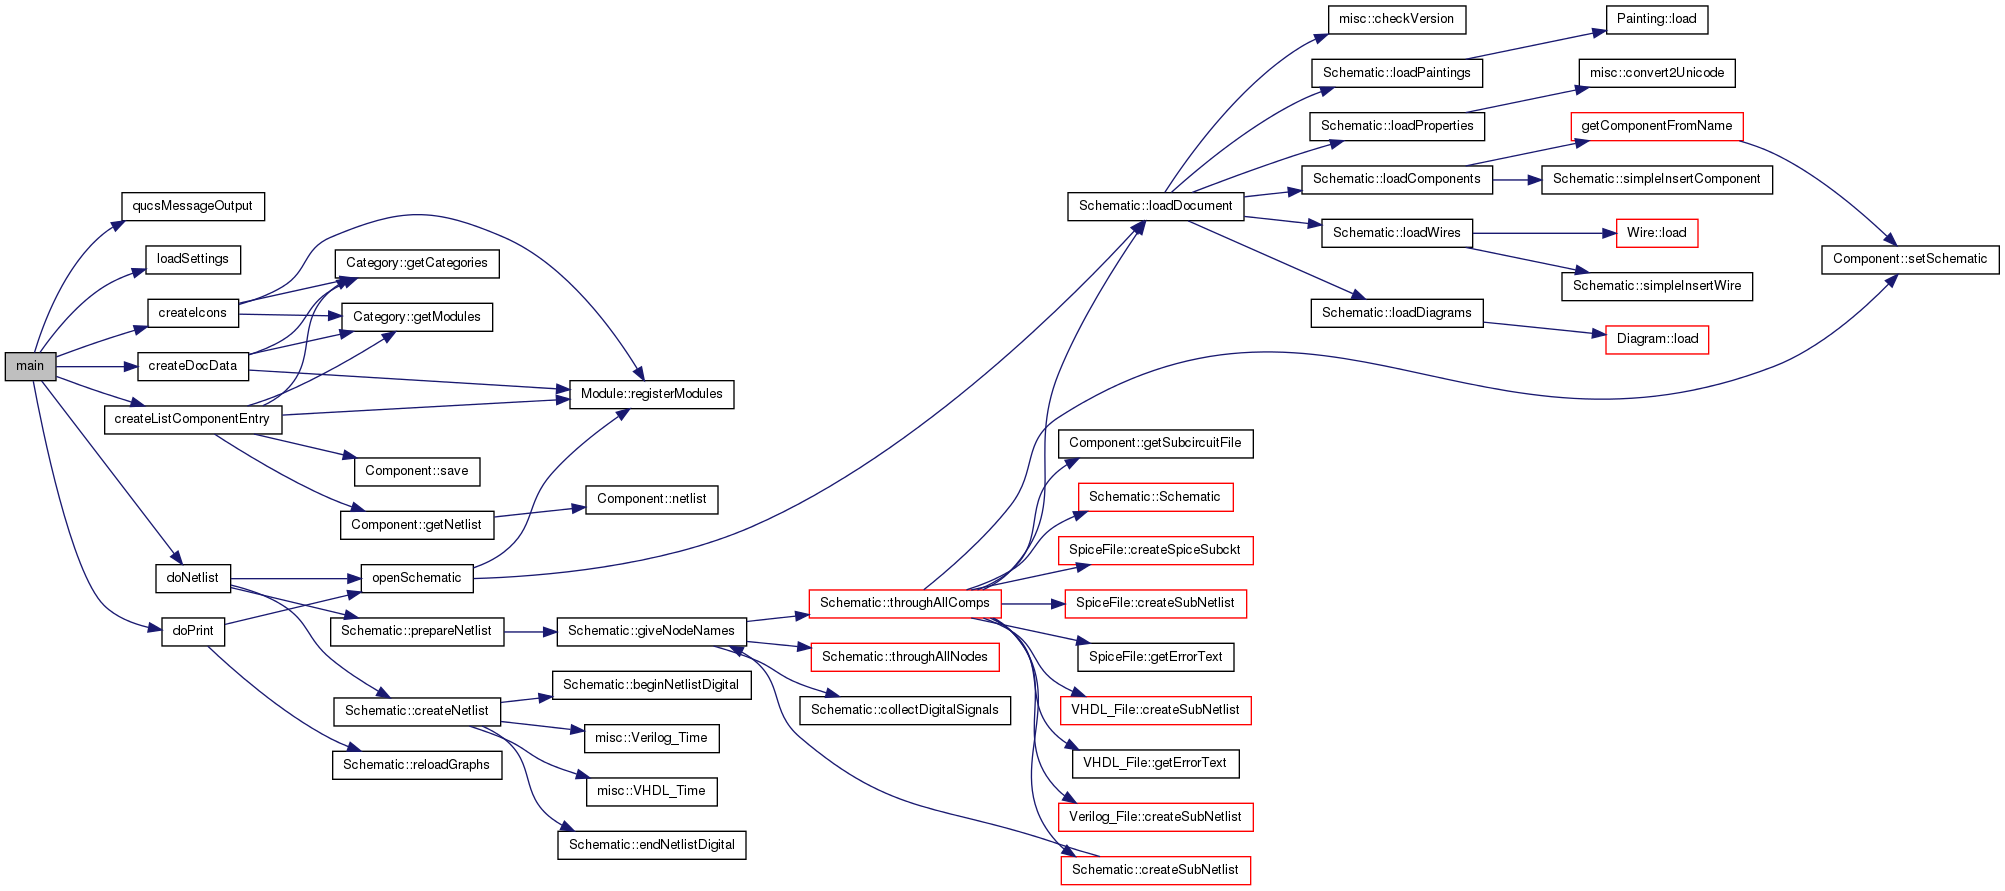 main
qucsMessageOutput
loadSettings
createIcons
createDocData
createListComponentEntry
doNetlist
doPrint
Category::getCategories
Category::getModules
Component::save
Component::getNetlist
openSchematic
Schematic::prepareNetlist
Schematic::createNetlist
Schematic::reloadGraphs
Module::registerModules
Component::netlist
Schematic::giveNodeNames
Schematic::beginNetlistDigital
misc::Verilog_Time
misc::VHDL_Time
Schematic::endNetlistDigital
Schematic::throughAllComps
Schematic::throughAllNodes
Schematic::collectDigitalSignals
Schematic::loadDocument
Component::getSubcircuitFile
Schematic::Schematic
SpiceFile::createSpiceSubckt
SpiceFile::createSubNetlist
SpiceFile::getErrorText
VHDL_File::createSubNetlist
VHDL_File::getErrorText
Verilog_File::createSubNetlist
Schematic::createSubNetlist
misc::checkVersion
Schematic::loadPaintings
Schematic::loadProperties
Schematic::loadComponents
Schematic::loadWires
Schematic::loadDiagrams
Painting::load
misc::convert2Unicode
getComponentFromName
Schematic::simpleInsertComponent
Wire::load
Schematic::simpleInsertWire
Diagram::load
Component::setSchematic